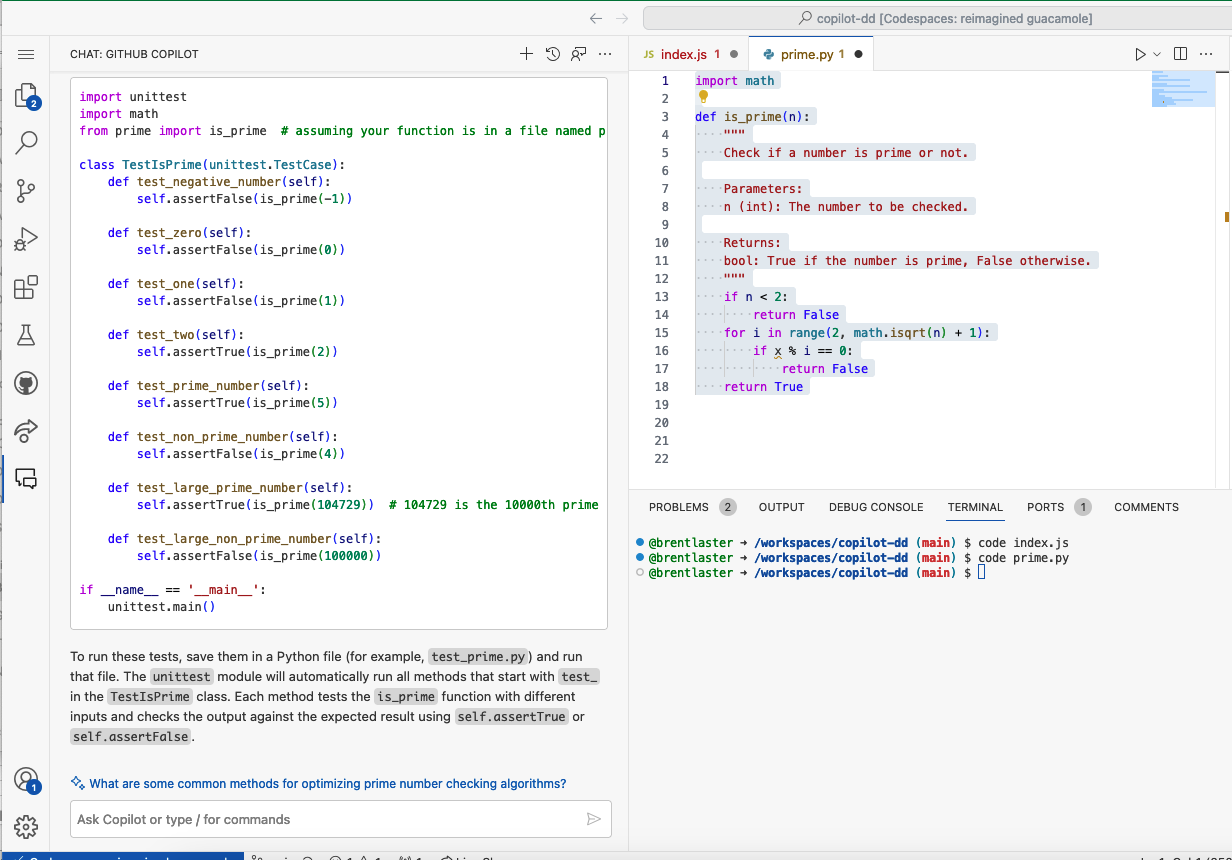 copilot-dd [Codespaces: reimagined guacamole]
CHAT: GITHUB COPILOT
2
1
import unittest
import math
from prime import is_prime  # assuming your function is in a file named p
class TestIsPrime(unittest.TestCase):
    def test_negative_number(self):
        self.assertFalse(is_prime(-1))
    def test_zero(self):
        self.assertFalse(is_prime(0))
    def test_one(self):
        self.assertFalse(is_prime(1))
    def test_two(self):
        self.assertTrue(is_prime(2))
    def test_prime_number(self):
        self.assertTrue(is_prime(5))
    def test_non_prime_number(self):
        self.assertFalse(is_prime(4))
    def test_large_prime_number(self):
        self.assertTrue(is_prime(104729))  # 104729 is the 10000th prime
    def test_large_non_prime_number(self):
        self.assertFalse(is_prime(100000))
if __name__ == '__main__':
    unittest.main()
To run these tests, save them in a Python file (for example, test_prime.py) and run
that file. The unittest module will automatically run all methods that start with test_
in the TestIsPrime class. Each method tests the is_prime function with different
inputs and checks the output against the expected result using self.assertTrue or
self.assertFalse.
What are some common methods for optimizing prime number checking algorithms?
Ask Copilot or type / for commands
JS index.js 1
prime.py 1
1 import math
2
3 def is_prime(n):
4     """
5     Check if a number is prime or not.
6
7     Parameters:
8     n (int): The number to be checked.
9
10     Returns:
11     bool: True if the number is prime, False otherwise.
12     """
13     if n < 2:
14         return False
15     for i in range(2, math.isqrt(n) + 1):
16         if x % i == 0:
17             return False
18     return True
19
20
21
22
PROBLEMS 2 OUTPUT DEBUG CONSOLE TERMINAL PORTS 1 COMMENTS
@brentlaster ➜ /workspaces/copilot-dd (main) $ code index.js
@brentlaster ➜ /workspaces/copilot-dd (main) $ code prime.py
@brentlaster ➜ /workspaces/copilot-dd (main) $